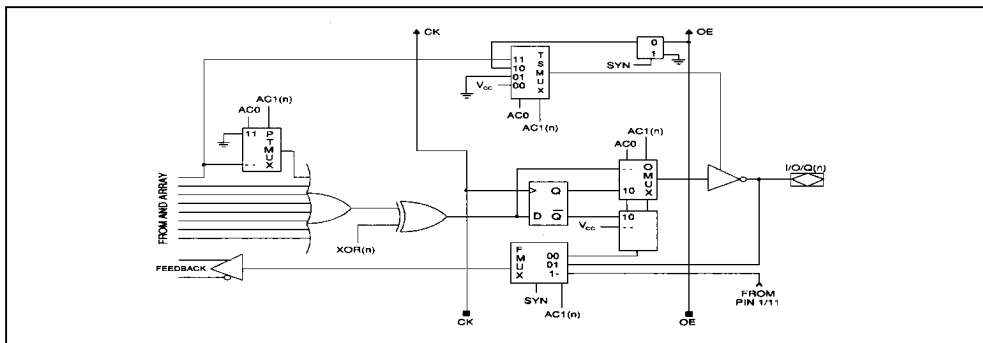 CK
OE
11
10
01
00
T
S
M
U
X
0
1
SYN
VCC
AC0
AC1(n)
AC1(n)
AC0
11
P
T
M
U
X
--
AC1(n)
AC0
--
10
O
M
U
X
I/O/Q(n)
FROM AND ARRAY
Q
D
Q
10
--
VCC
XOR(n)
FEEDBACK
F
M
U
X
00
01
1-
SYN
AC1(n)
FROM
PIN 1/11
CK
OE